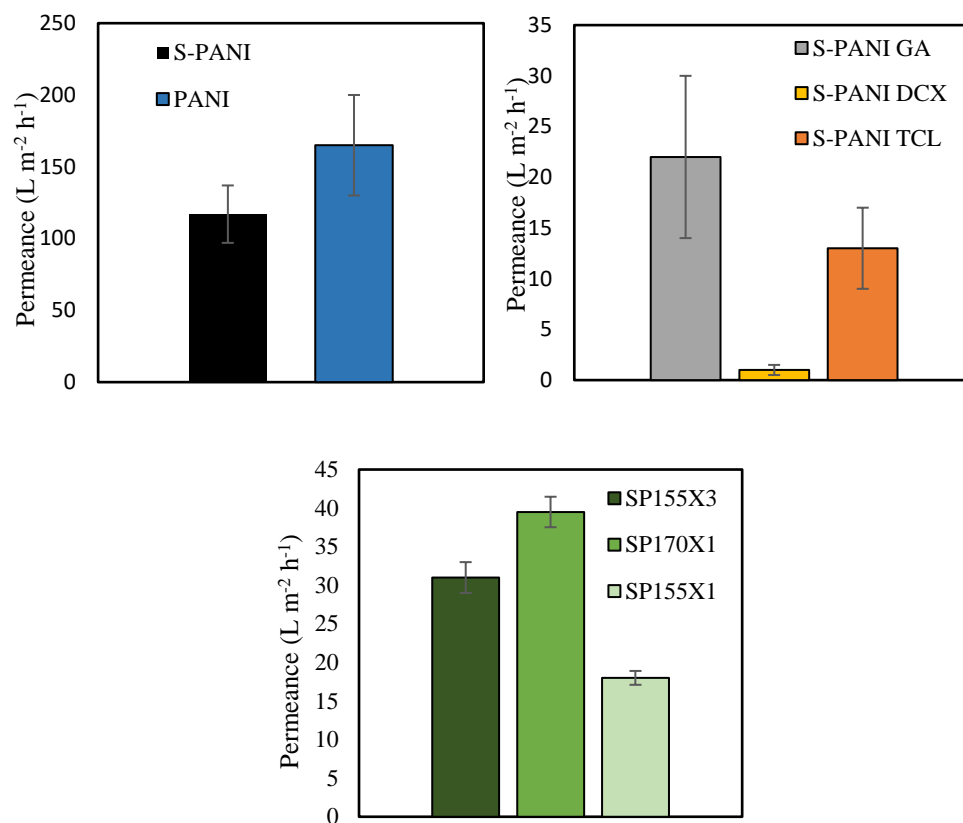 Permeance (L m⁻² h⁻¹)
250
200
150
100
50
0
S-PANI
PANI
Permeance (L m⁻² h⁻¹)
35
30
25
20
15
10
5
0
S-PANI GA
S-PANI DCX
S-PANI TCL
Permeance (L m⁻² h⁻¹)
45
40
35
30
25
20
15
10
5
0
SP155X3
SP170X1
SP155X1